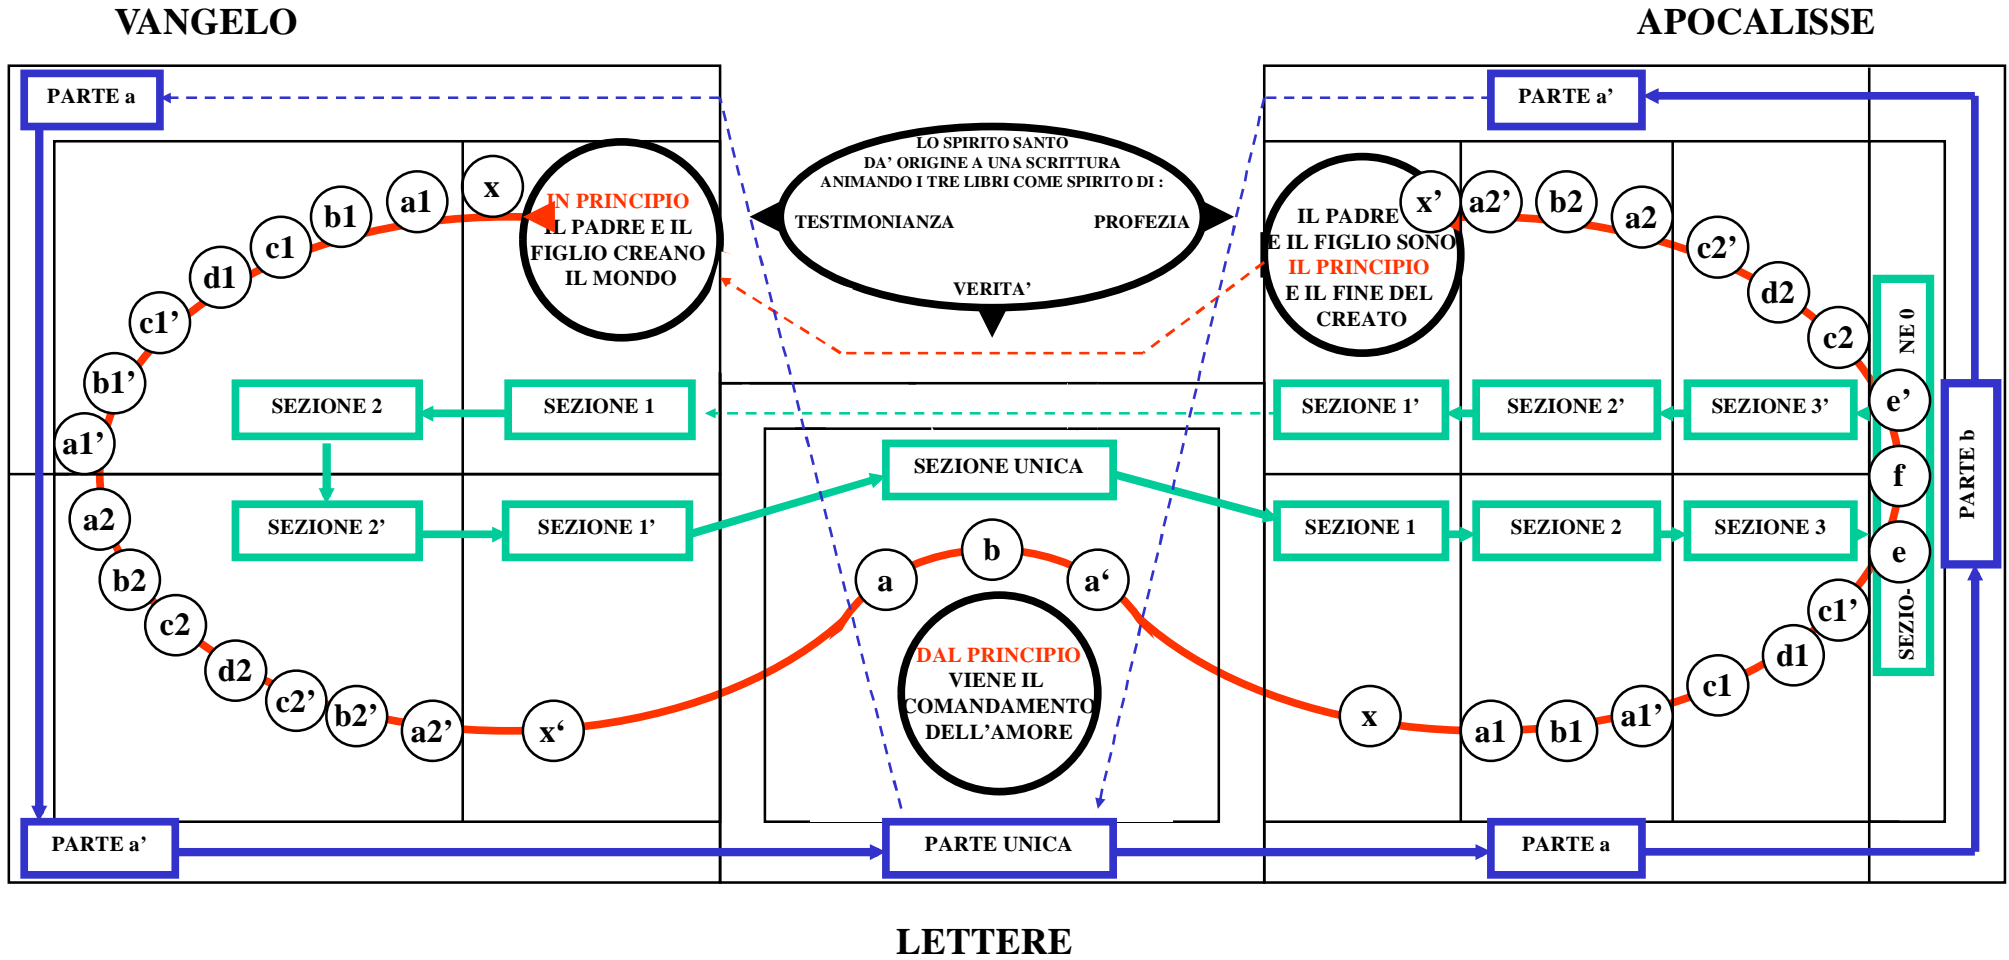 VANGELO
APOCALISSE
PARTE a
PARTE a’
LO SPIRITO SANTO
DA’ ORIGINE A UNA SCRITTURA
ANIMANDO I TRE LIBRI COME SPIRITO DI :
TESTIMONIANZA
PROFEZIA
VERITA’
x
a1
b1
c1
d1
c1’
b1’
a1’
IN PRINCIPIO
IL PADRE E IL
FIGLIO CREANO
IL MONDO
IL PADRE
E IL FIGLIO SONO
IL PRINCIPIO
E IL FINE DEL
CREATO
x’
a2’
b2
a2
c2’
d2
c2
e’
f
e
SEZIO-
NE 0
PARTE b
SEZIONE 2
SEZIONE 1
SEZIONE 1’
SEZIONE 2’
SEZIONE 3’
SEZIONE UNICA
SEZIONE 2’
SEZIONE 1’
SEZIONE 1
SEZIONE 2
SEZIONE 3
a2
b2
c2
d2
c2’
b2’
a2’
x‘
a
b
a‘
DAL PRINCIPIO
VIENE IL
COMANDAMENTO
DELL’AMORE
x
a1
b1
a1’
c1
d1
c1’
PARTE a’
PARTE UNICA
PARTE a
LETTERE